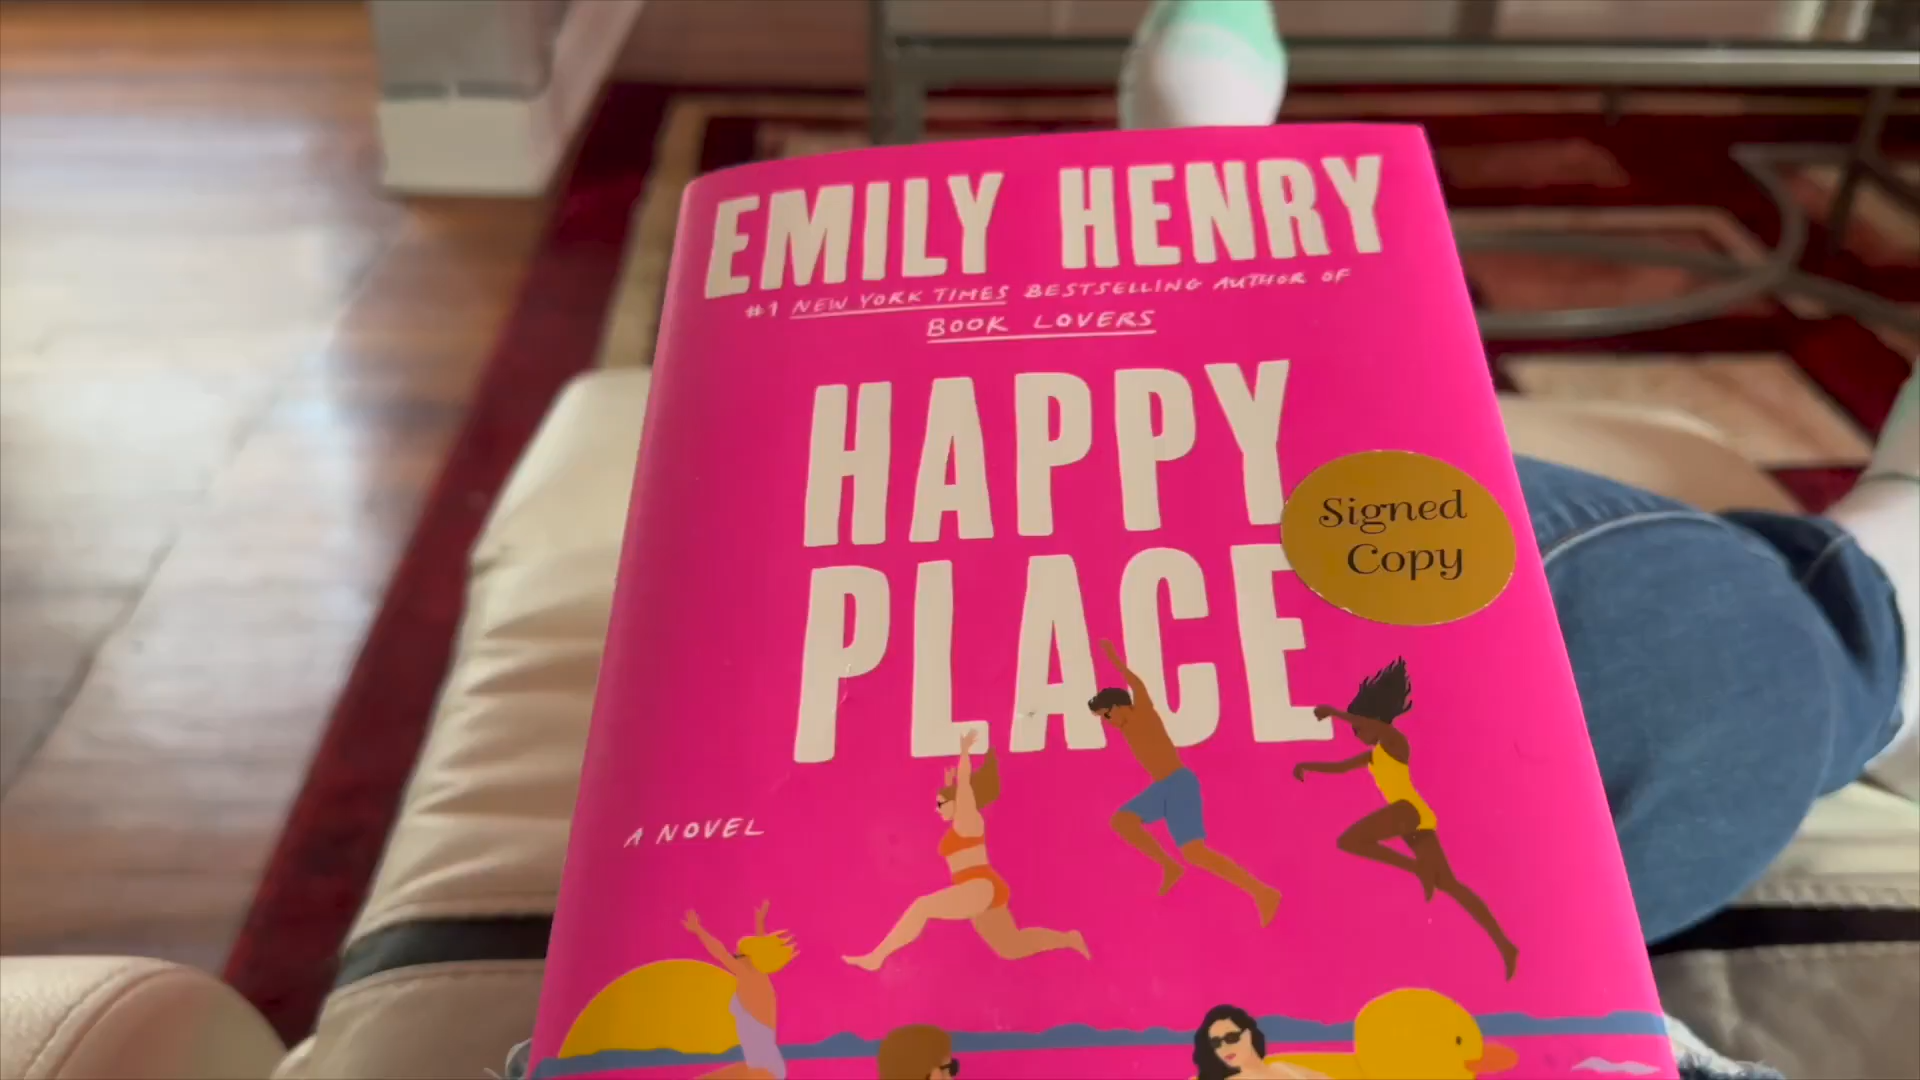 EMILY HENRY
#1 NEW YORK TIMES BESTSELLING AUTHOR OF
BOOK LOVERS
HAPPY
PLACE
Signed
Copy
A NOVEL